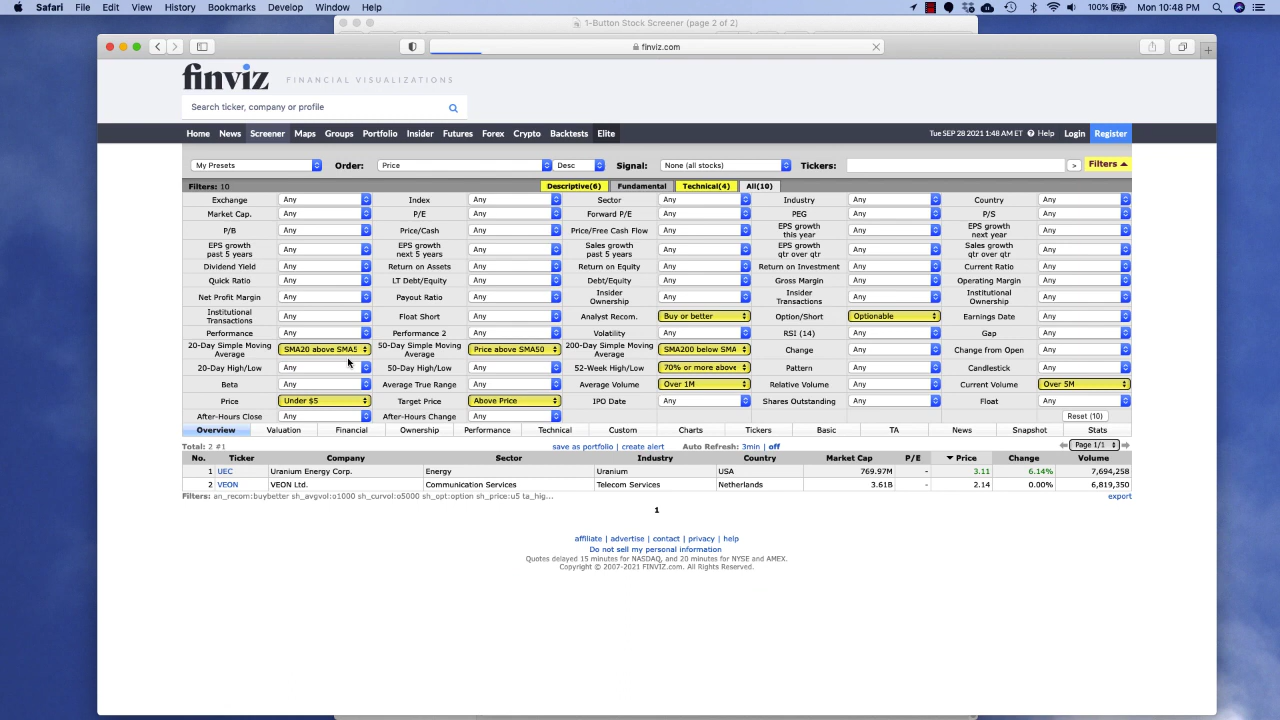 Safari File Edit View History Bookmarks Develop Window Help 100% Mon 10:48 PM
1-Button Stock Screener (page 2 of 2)
finviz.com
finviz FINANCIAL VISUALIZATIONS
Search ticker, company or profile
Home News Screener Maps Groups Portfolio Insider Futures Forex Crypto Backtests Elite Tue SEP 28 2021 1:48 AM ET Help Login Register
My Presets Order: Price Desc Signal: None (all stocks) Tickers: > Filters
Filters: 10 Descriptive(6) Fundamental Technical(4) All(10)
Exchange Any Index Any Sector Any Industry Any Country Any
Market Cap. Any P/E Any Forward P/E Any PEG Any P/S Any
P/B Any Price/Cash Any Price/Free Cash Flow Any EPS growth this year Any EPS growth next year Any
EPS growth past 5 years Any EPS growth next 5 years Any Sales growth past 5 years Any EPS growth qtr over qtr Any Sales growth qtr over qtr Any
Dividend Yield Any Return on Assets Any Return on Equity Any Return on Investment Any Current Ratio Any
Quick Ratio Any LT Debt/Equity Any Debt/Equity Any Gross Margin Any Operating Margin Any
Net Profit Margin Any Payout Ratio Any Insider Ownership Any Insider Transactions Any Institutional Ownership Any
Institutional Transactions Any Float Short Any Analyst Recom. Buy or better Option/Short Optionable Earnings Date Any
Performance Any Performance 2 Any Volatility Any RSI (14) Any Gap Any
20-Day Simple Moving Average SMA20 above SMA5 50-Day Simple Moving Average Price above SMA50 200-Day Simple Moving Average SMA200 below SMA Change Any Change from Open Any
20-Day High/Low Any 50-Day High/Low Any 52-Week High/Low 70% or more above Pattern Any Candlestick Any
Beta Any Average True Range Any Average Volume Over 1M Relative Volume Any Current Volume Over 5M
Price Under $5 Target Price Above Price IPO Date Any Shares Outstanding Any Float Any
After-Hours Close Any After-Hours Change Any Reset (10)
Overview Valuation Financial Ownership Performance Technical Custom Charts Tickers Basic TA News Snapshot Stats
Total: 2 #1 save as portfolio | create alert Auto Refresh: 3min | off Page 1/1
No. Ticker Company Sector Industry Country Market Cap P/E Price Change Volume
1 UEC Uranium Energy Corp. Energy Uranium USA 769.97M - 3.11 6.14% 7,694,258
2 VEON VEON Ltd. Communication Services Telecom Services Netherlands 3.61B - 2.14 0.00% 6,819,350
Filters: an_recom:buybetter sh_avgvol:o1000 sh_curvol:o5000 sh_opt:option sh_price:u5 ta_hig... export
1
affiliate | advertise | contact | privacy | help
Do not sell my personal information
Quotes delayed 15 minutes for NASDAQ, and 20 minutes for NYSE and AMEX.
Copyright © 2007-2021 FINVIZ.com. All Rights Reserved.